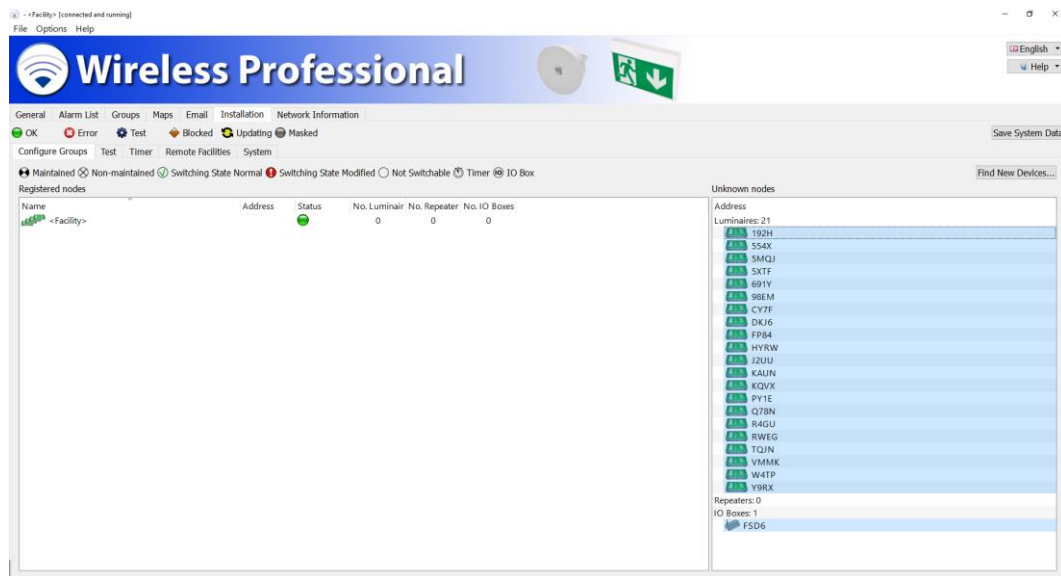 - <Facility> [connected and running]
File Options Help
Wireless Professional
English
Help
General Alarm List Groups Maps Email Installation Network Information
OK Error Test Blocked Updating Masked
Save System Data
Configure Groups Test Timer Remote Facilities System
Maintained Non-maintained Switching State Normal Switching State Modified Not Switchable Timer IO Box
Find New Devices...
Registered nodes
Unknown nodes
Name Address Status No. Luminair No. Repeater No. IO Boxes
<Facility> 0 0 0
Address
Luminaires: 21
192H
554X
5MQJ
5XTF
691Y
98EM
CY7F
DKJ6
FP84
HYRW
J2UU
KAUN
KQVX
PY1E
Q78N
R4GU
RWEG
TQJN
VMMK
W4TP
Y9RX
Repeaters: 0
IO Boxes: 1
FSD6